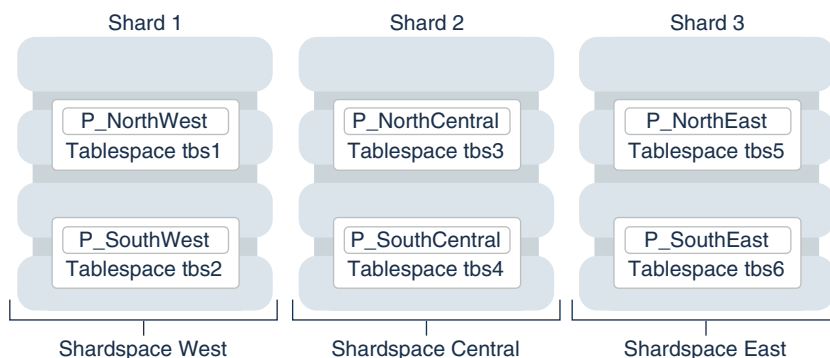 Shard 1
Shard 2
Shard 3
P_NorthWest
Tablespace tbs1
P_NorthCentral
Tablespace tbs3
P_NorthEast
Tablespace tbs5
P_SouthWest
Tablespace tbs2
P_SouthCentral
Tablespace tbs4
P_SouthEast
Tablespace tbs6
Shardspace West
Shardspace Central
Shardspace East